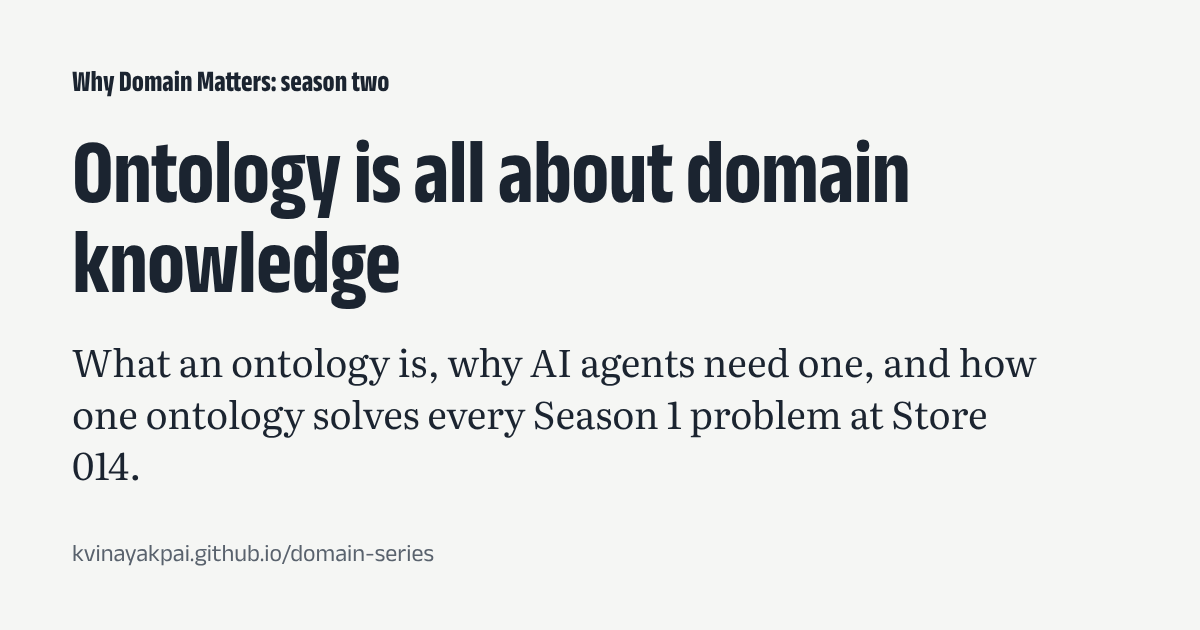 Why Domain Matters: season two
Ontology is all about domain
knowledge
What an ontology is, why AI agents need one, and how
one ontology solves every Season 1 problem at Store
014.
kvinayakpai.github.io/domain-series